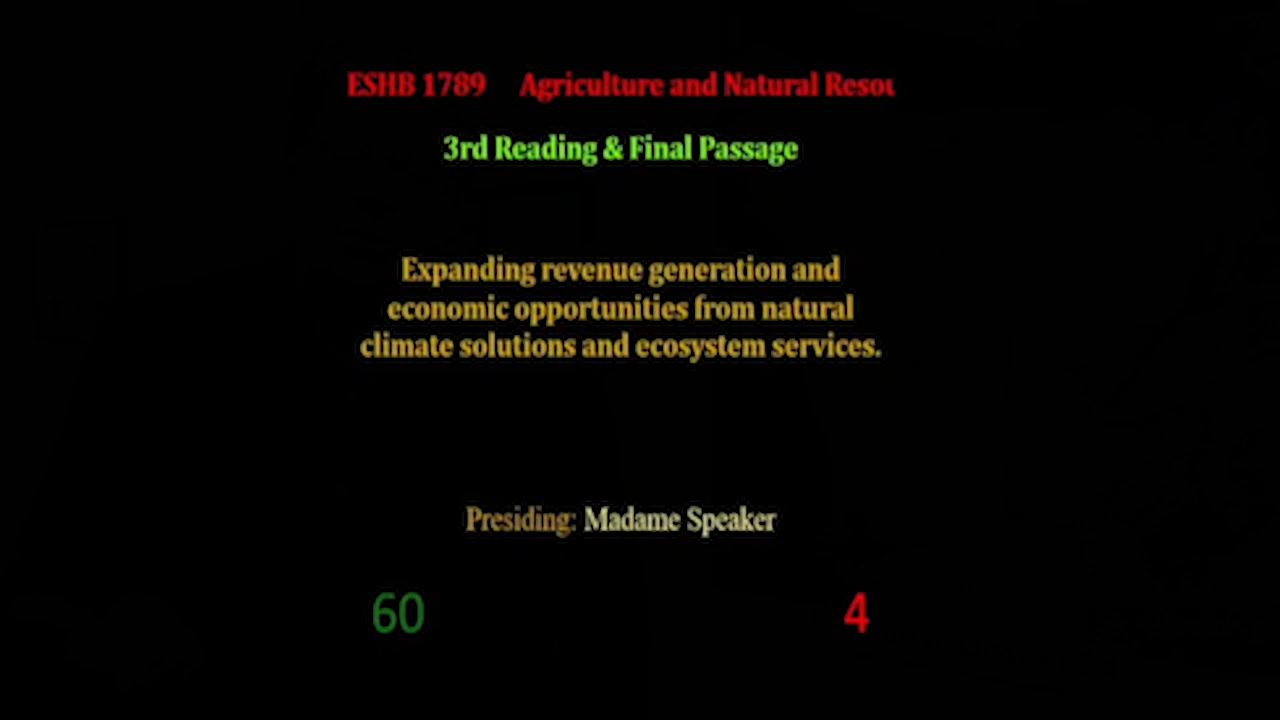 ESHB 1789 Agriculture and Natural
3rd Reading & Final Passage
Expanding revenue generation and
economic opportunities from natural
climate solutions and ecosystem services.
Presiding: Madame Speaker
60 4